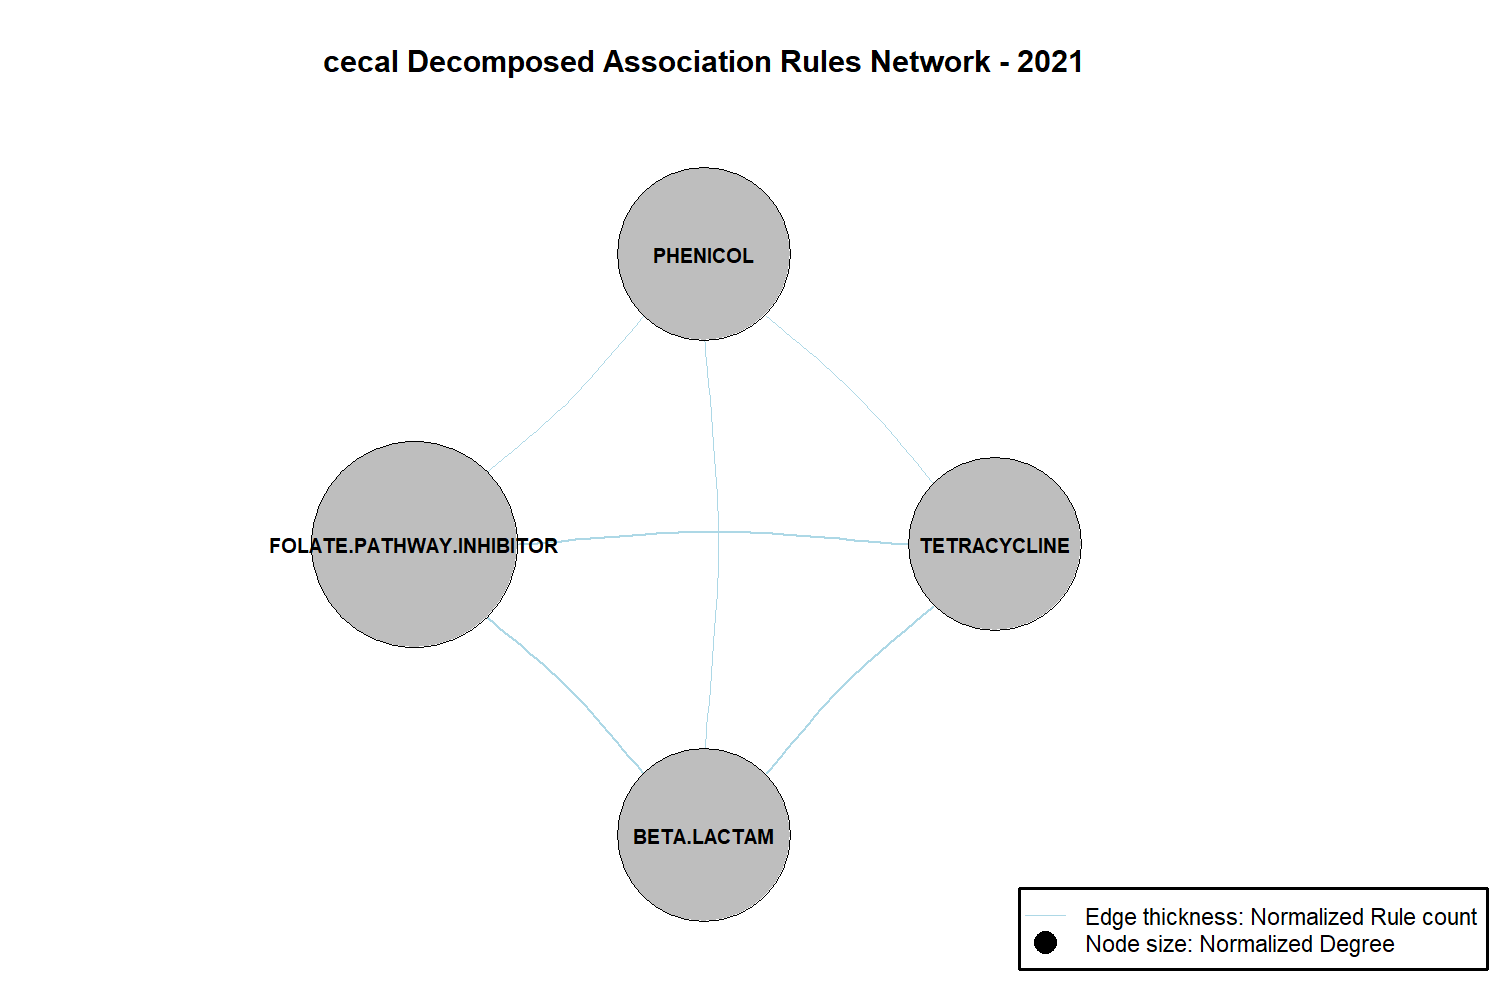 cecal Decomposed Association Rules Network - 2021
PHENICOL
FOLATE.PATHWAY.INHIBITOR
TETRACYCLINE
BETA.LACTAM
Edge thickness: Normalized Rule count
Node size: Normalized Degree